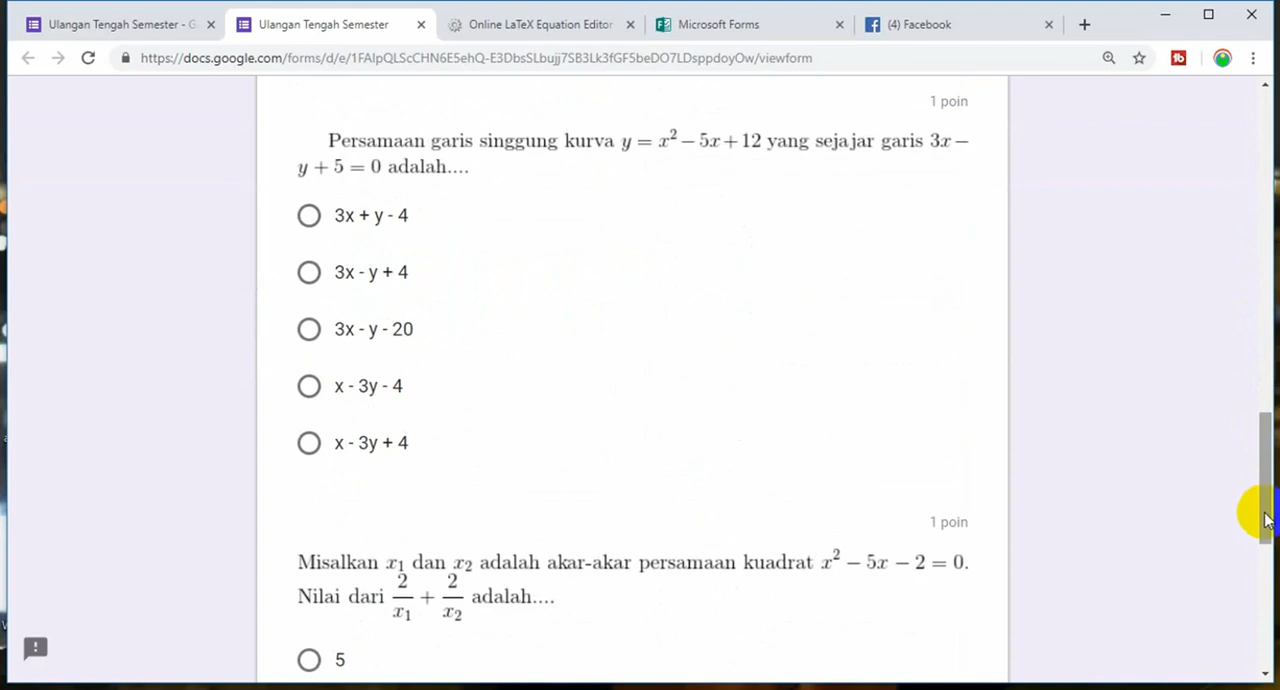 Ulangan Tengah Semester - G
Ulangan Tengah Semester
Online LaTeX Equation Editor
Microsoft Forms
(4) Facebook
https://docs.google.com/forms/d/e/1FAIpQLScCHN6E5ehQ-E3DbsSLbujj7SB3Lk3fGF5beDO7LDsppdoyOw/viewform
1 poin
Persamaan garis singgung kurva y = x² − 5x + 12 yang sejajar garis 3x −
y + 5 = 0 adalah....
3x + y - 4
3x - y + 4
3x - y - 20
x - 3y - 4
x - 3y + 4
1 poin
Misalkan x₁ dan x₂ adalah akar-akar persamaan kuadrat x² − 5x − 2 = 0.
Nilai dari 2/x₁ + 2/x₂ adalah....
5